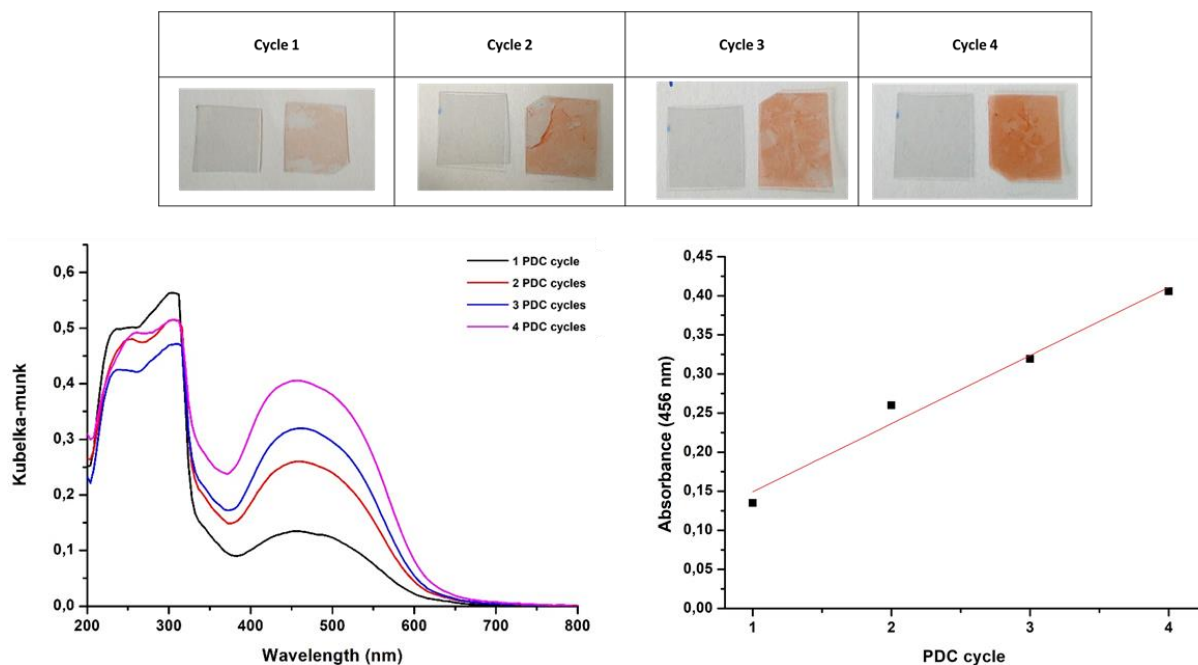 Cycle 1
Cycle 2
Cycle 3
Cycle 4
1 PDC cycle
2 PDC cycles
3 PDC cycles
4 PDC cycles
Kubelka-munk
0,6
0,5
0,4
0,3
0,2
0,1
0,0
200
300
400
500
600
700
800
Wavelength (nm)
Absorbance (456 nm)
0,45
0,40
0,35
0,30
0,25
0,20
0,15
0,10
0,05
0,00
1
2
3
4
PDC cycle